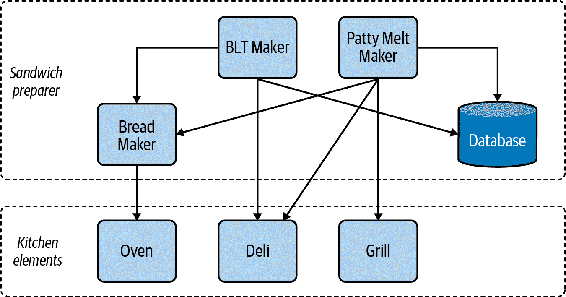 BLT Maker
Patty Melt
Maker
Sandwich
preparer
Bread
Maker
Database
Kitchen
elements
Oven
Deli
Grill